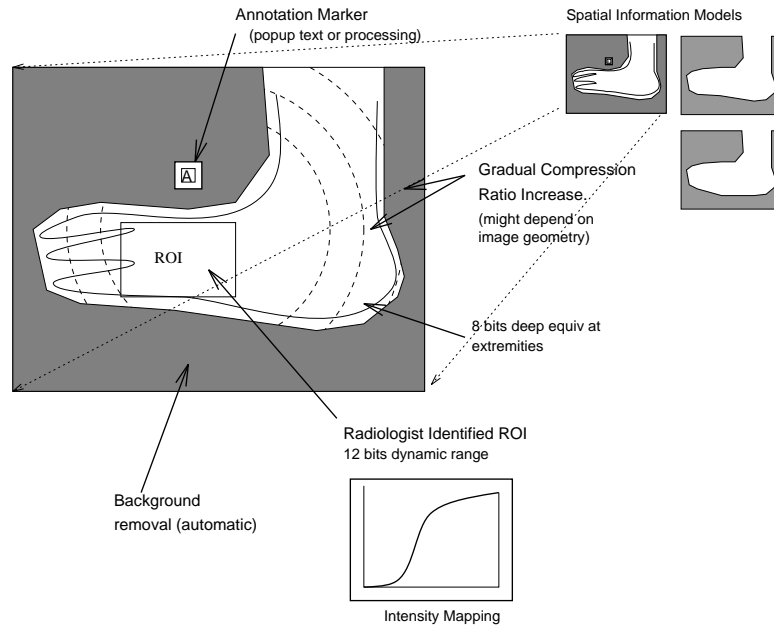 Annotation Marker
(popup text or processing)
Spatial Information Models
A
Gradual Compression
Ratio Increase.
(might depend on
image geometry)
ROI
8 bits deep equiv at
extremities
Radiologist Identified ROI
12 bits dynamic range
Background
removal (automatic)
Intensity Mapping